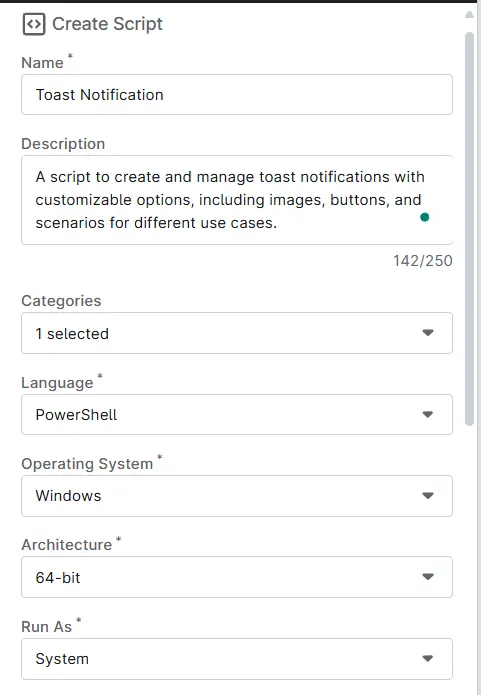 Create Script
Name *
Toast Notification
Description
A script to create and manage toast notifications with
customizable options, including images, buttons, and
scenarios for different use cases.
142/250
Categories
1 selected
Language *
PowerShell
Operating System *
Windows
Architecture *
64-bit
Run As *
System